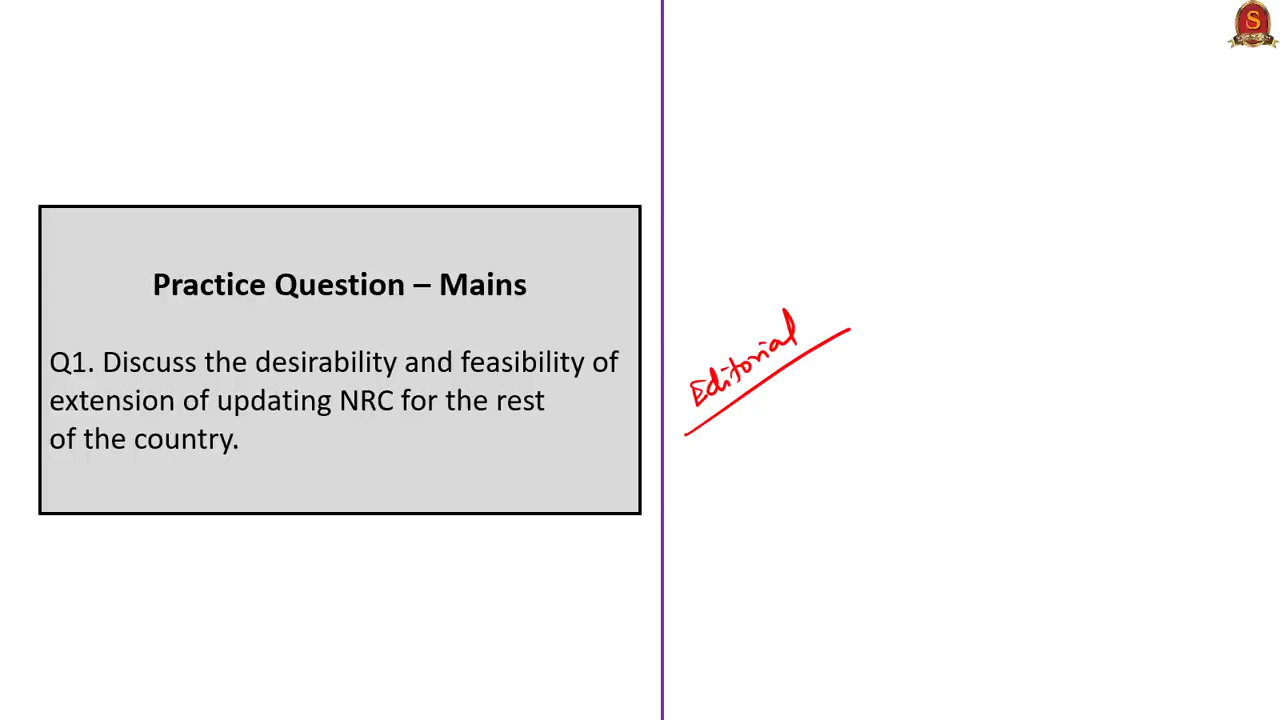 Practice Question – Mains
Q1. Discuss the desirability and feasibility of
extension of updating NRC for the rest
of the country.
Editorial
S